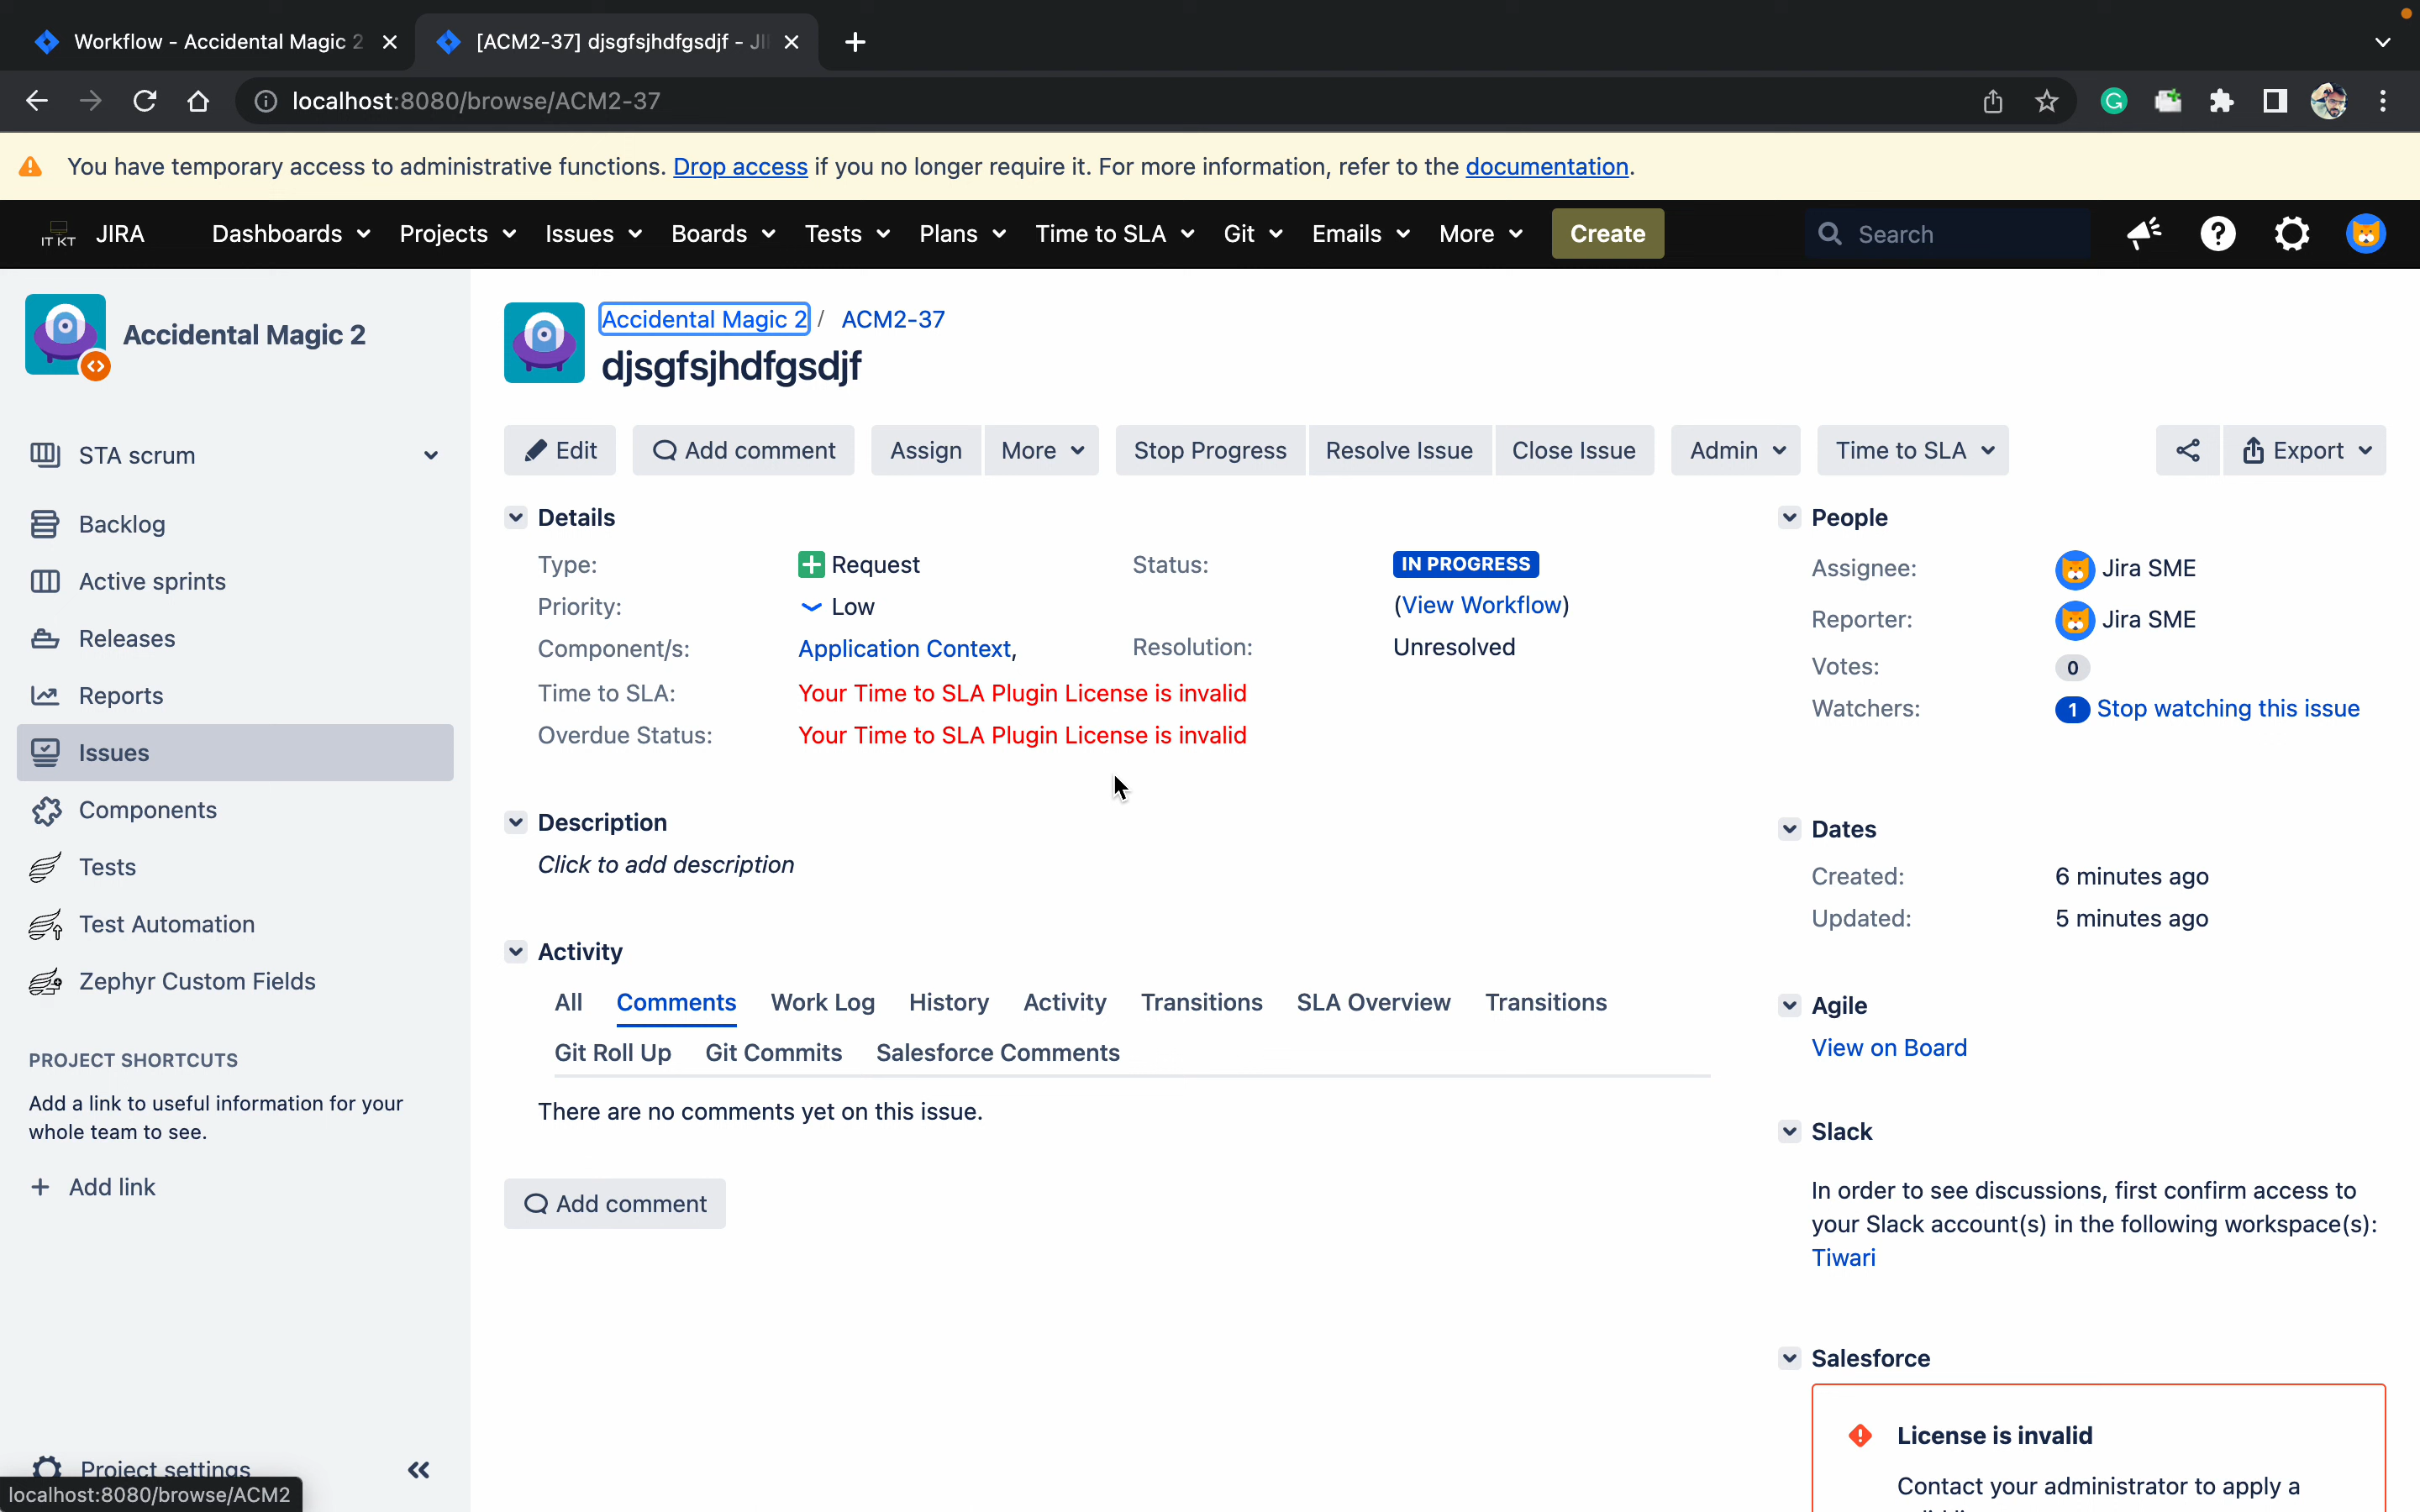 Workflow - Accidental Magic 2
[ACM2-37] djsgfsjhdfgsdjf - JI
localhost:8080/browse/ACM2-37
You have temporary access to administrative functions. Drop access if you no longer require it. For more information, refer to the documentation.
IT KT JIRA Dashboards Projects Issues Boards Tests Plans Time to SLA Git Emails More Create Search
Accidental Magic 2
STA scrum
Backlog
Active sprints
Releases
Reports
Issues
Components
Tests
Test Automation
Zephyr Custom Fields
PROJECT SHORTCUTS
Add a link to useful information for your
whole team to see.
+ Add link
Project settings
localhost:8080/browse/ACM2
Accidental Magic 2 / ACM2-37
djsgfsjhdfgsdjf
Edit Add comment Assign More Stop Progress Resolve Issue Close Issue Admin Time to SLA Export
Details
Type: Request Status: IN PROGRESS
Priority: Low (View Workflow)
Component/s: Application Context, Resolution: Unresolved
Time to SLA: Your Time to SLA Plugin License is invalid
Overdue Status: Your Time to SLA Plugin License is invalid
Description
Click to add description
Activity
All Comments Work Log History Activity Transitions SLA Overview Transitions
Git Roll Up Git Commits Salesforce Comments
There are no comments yet on this issue.
Add comment
People
Assignee: Jira SME
Reporter: Jira SME
Votes: 0
Watchers: 1 Stop watching this issue
Dates
Created: 6 minutes ago
Updated: 5 minutes ago
Agile
View on Board
Slack
In order to see discussions, first confirm access to
your Slack account(s) in the following workspace(s):
Tiwari
Salesforce
License is invalid
Contact your administrator to apply a